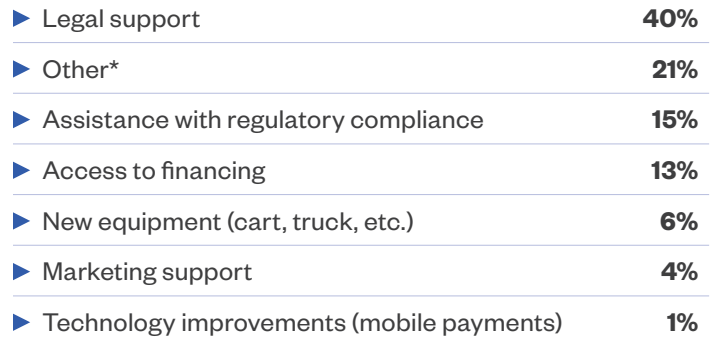 Legal support 40%
Other* 21%
Assistance with regulatory compliance 15%
Access to financing 13%
New equipment (cart, truck, etc.) 6%
Marketing support 4%
Technology improvements (mobile payments) 1%